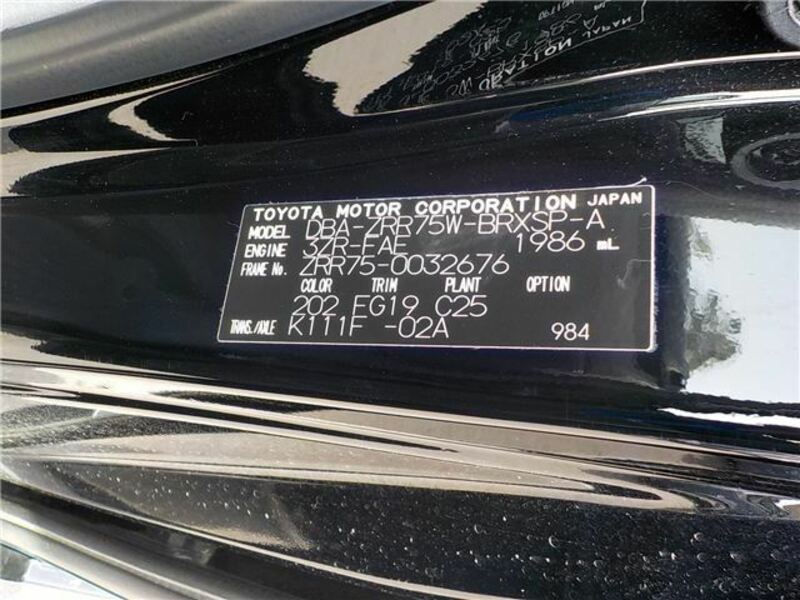 TOYOTA MOTOR CORPORATION JAPAN
MODEL DBA-ZRR75W-BRXSP-A
ENGINE 3ZR-FAE 1986 mL
FRAME No. ZRR75-0032676
COLOR TRIM PLANT OPTION
202 FG19 C25
TRANS./AXLE K111F -02A 984